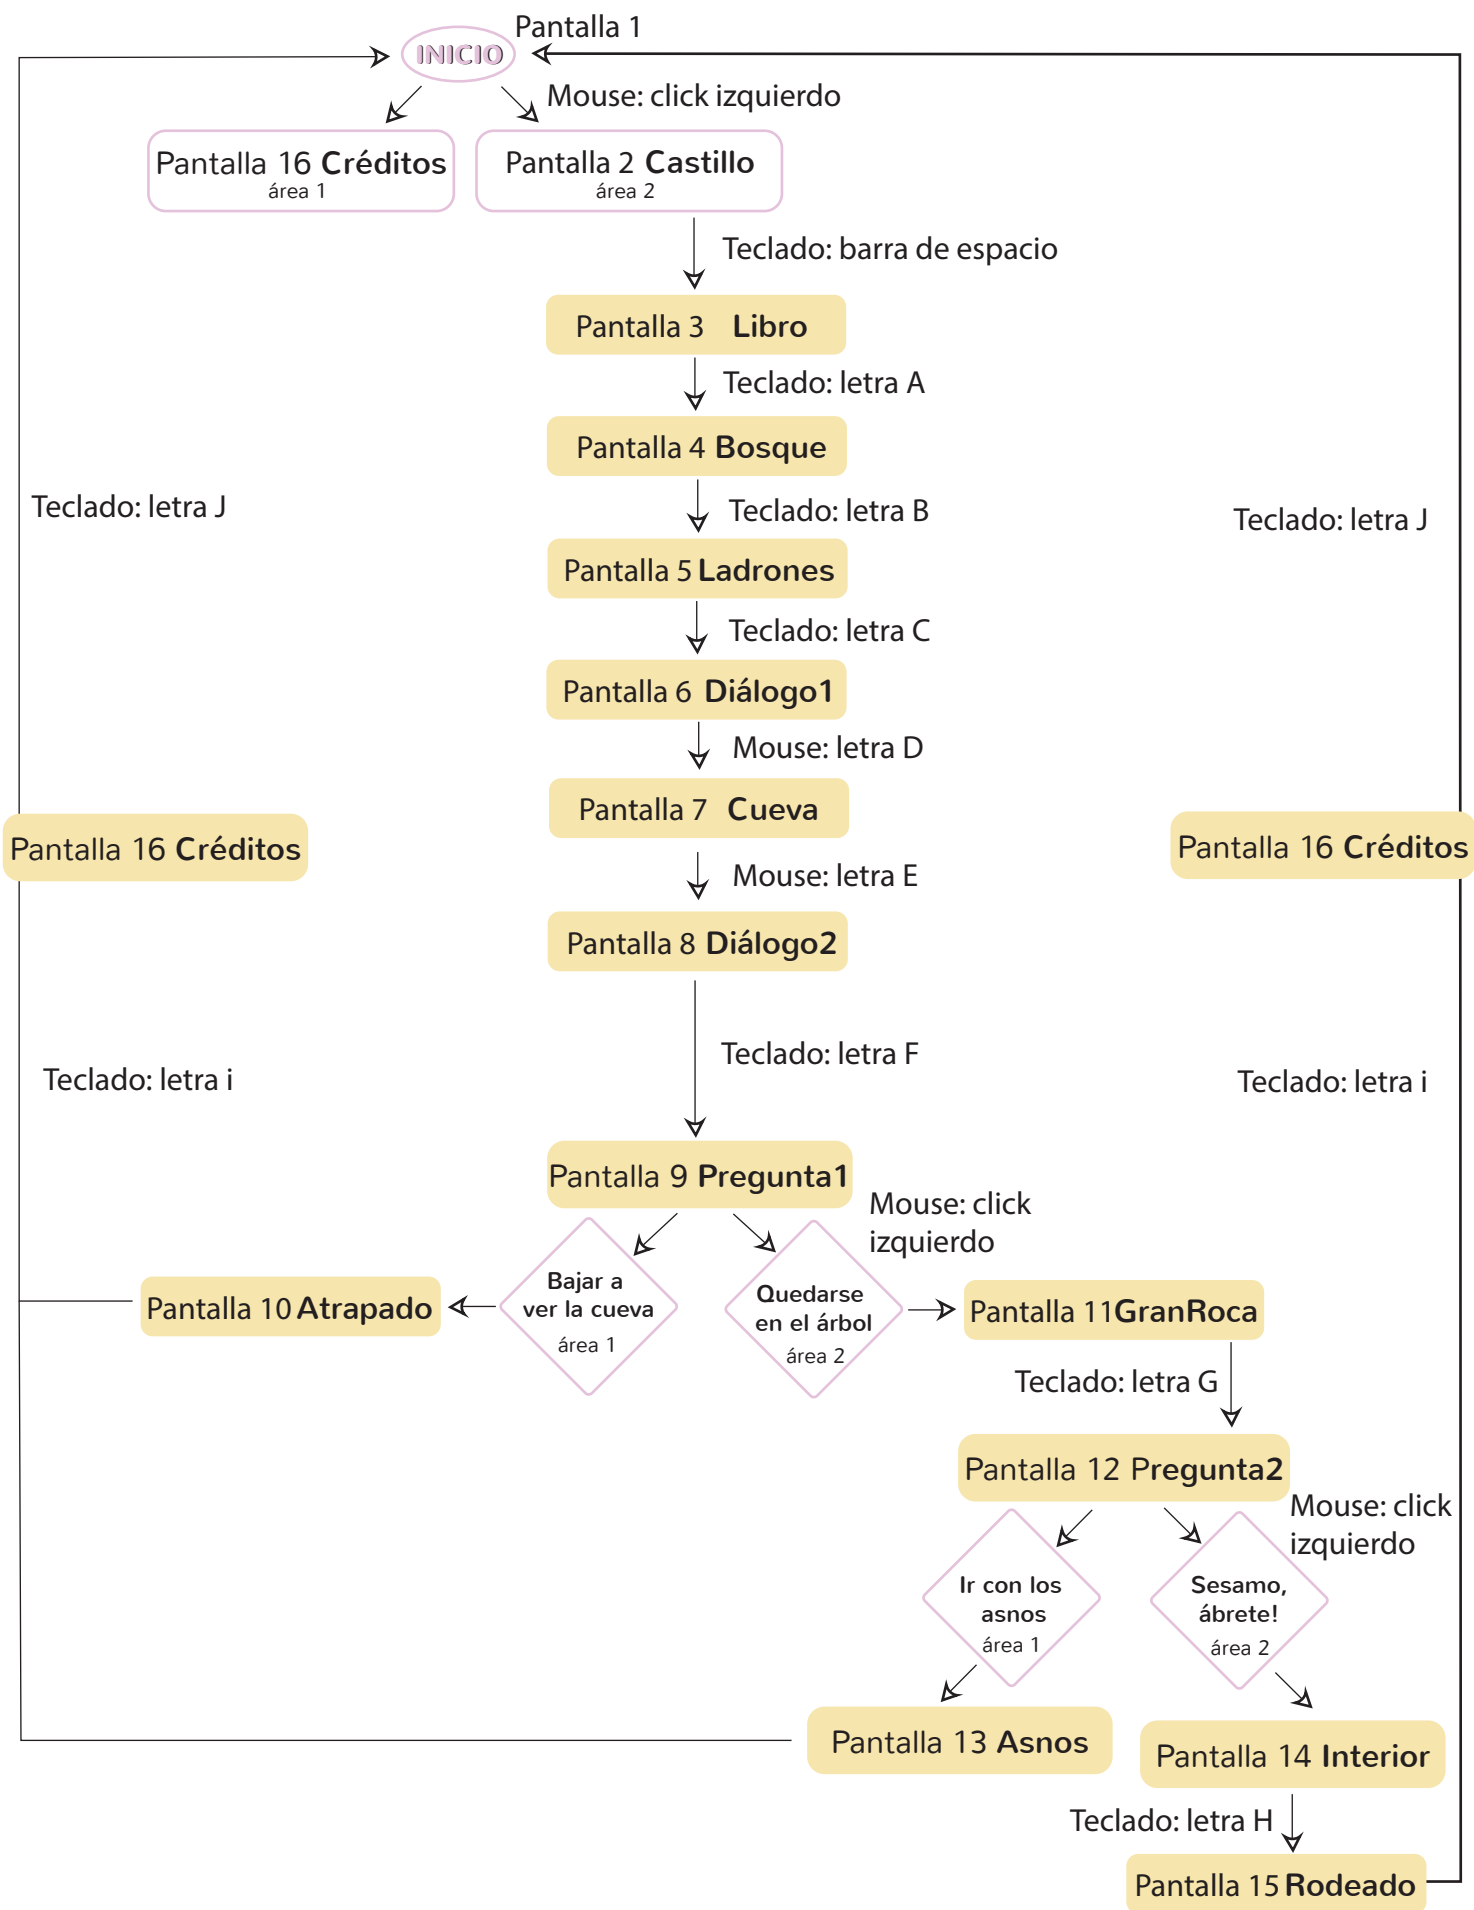 Pantalla 1
INICIO
Mouse: click izquierdo
Pantalla 16 Créditos
área 1
Pantalla 2 Castillo
área 2
Teclado: barra de espacio
Pantalla 3 Libro
Teclado: letra A
Pantalla 4 Bosque
Teclado: letra J
Teclado: letra B
Teclado: letra J
Pantalla 5 Ladrones
Teclado: letra C
Pantalla 6 Diálogo1
Mouse: letra D
Pantalla 7 Cueva
Pantalla 16 Créditos
Pantalla 16 Créditos
Mouse: letra E
Pantalla 8 Diálogo2
Teclado: letra F
Teclado: letra i
Teclado: letra i
Pantalla 9 Pregunta1
Mouse: click
izquierdo
Bajar a
ver la cueva
área 1
Quedarse
en el árbol
área 2
Pantalla 10 Atrapado
Pantalla 11 GranRoca
Teclado: letra G
Pantalla 12 Pregunta2
Mouse: click
izquierdo
Ir con los
asnos
área 1
Sesamo,
ábrete!
área 2
Pantalla 13 Asnos
Pantalla 14 Interior
Teclado: letra H
Pantalla 15 Rodeado